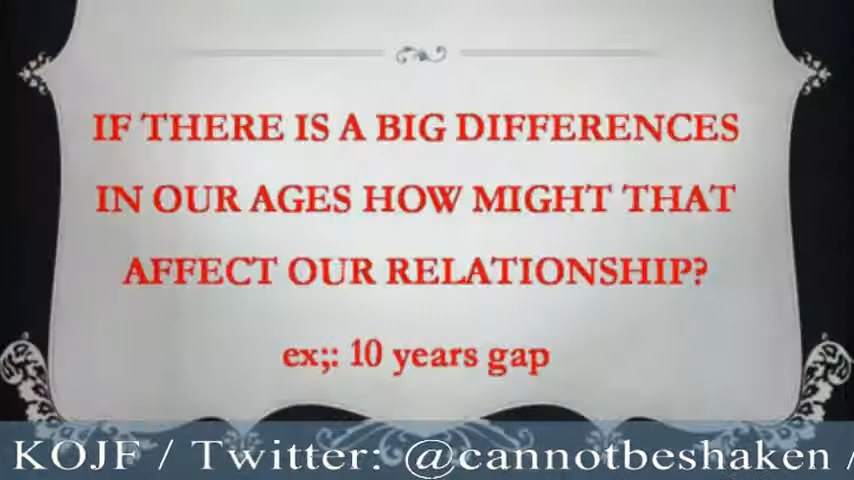 IF THERE IS A BIG DIFFERENCES
IN OUR AGES HOW MIGHT THAT
AFFECT OUR RELATIONSHIP?
ex;: 10 years gap
KOJF / Twitter: @cannotbeshaken /